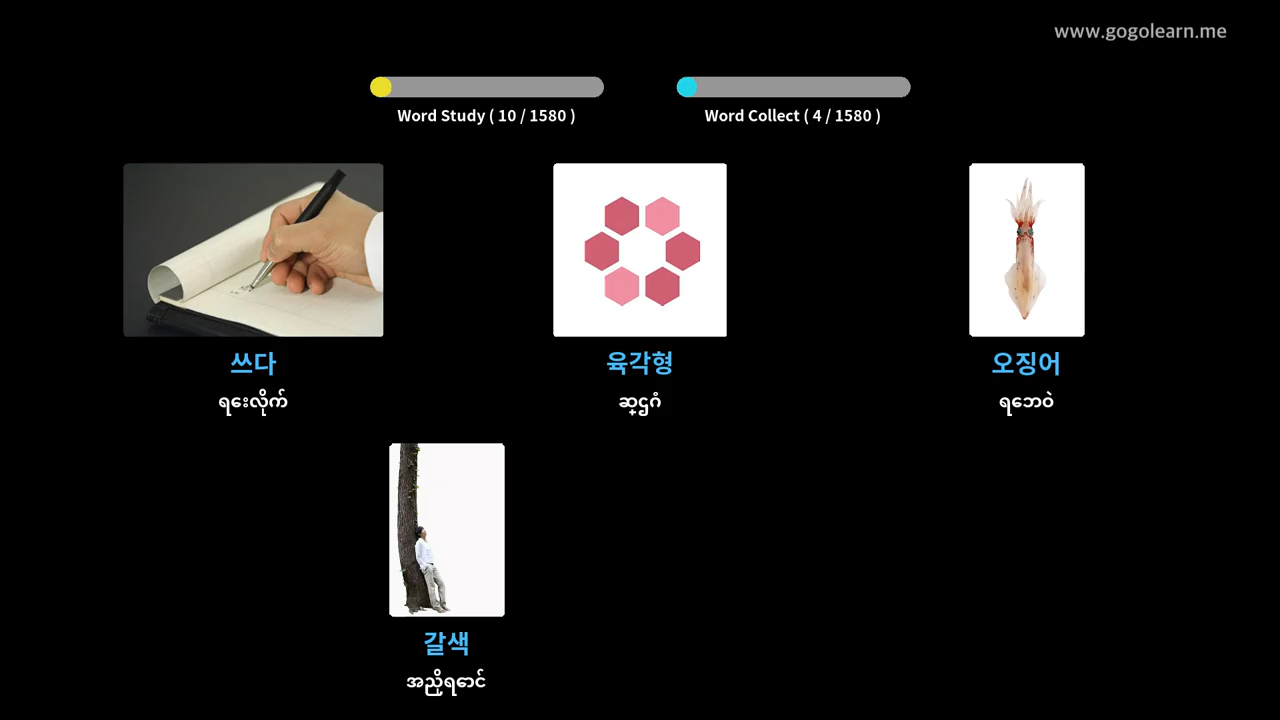 www.gogolearn.me
Word Study ( 10 / 1580 )
Word Collect ( 4 / 1580 )
쓰다
육각형
오징어
ရေးလိုက်
ဆဋ္ဌဂံ
ရဘေဝဲ
갈색
အညိုရောင်